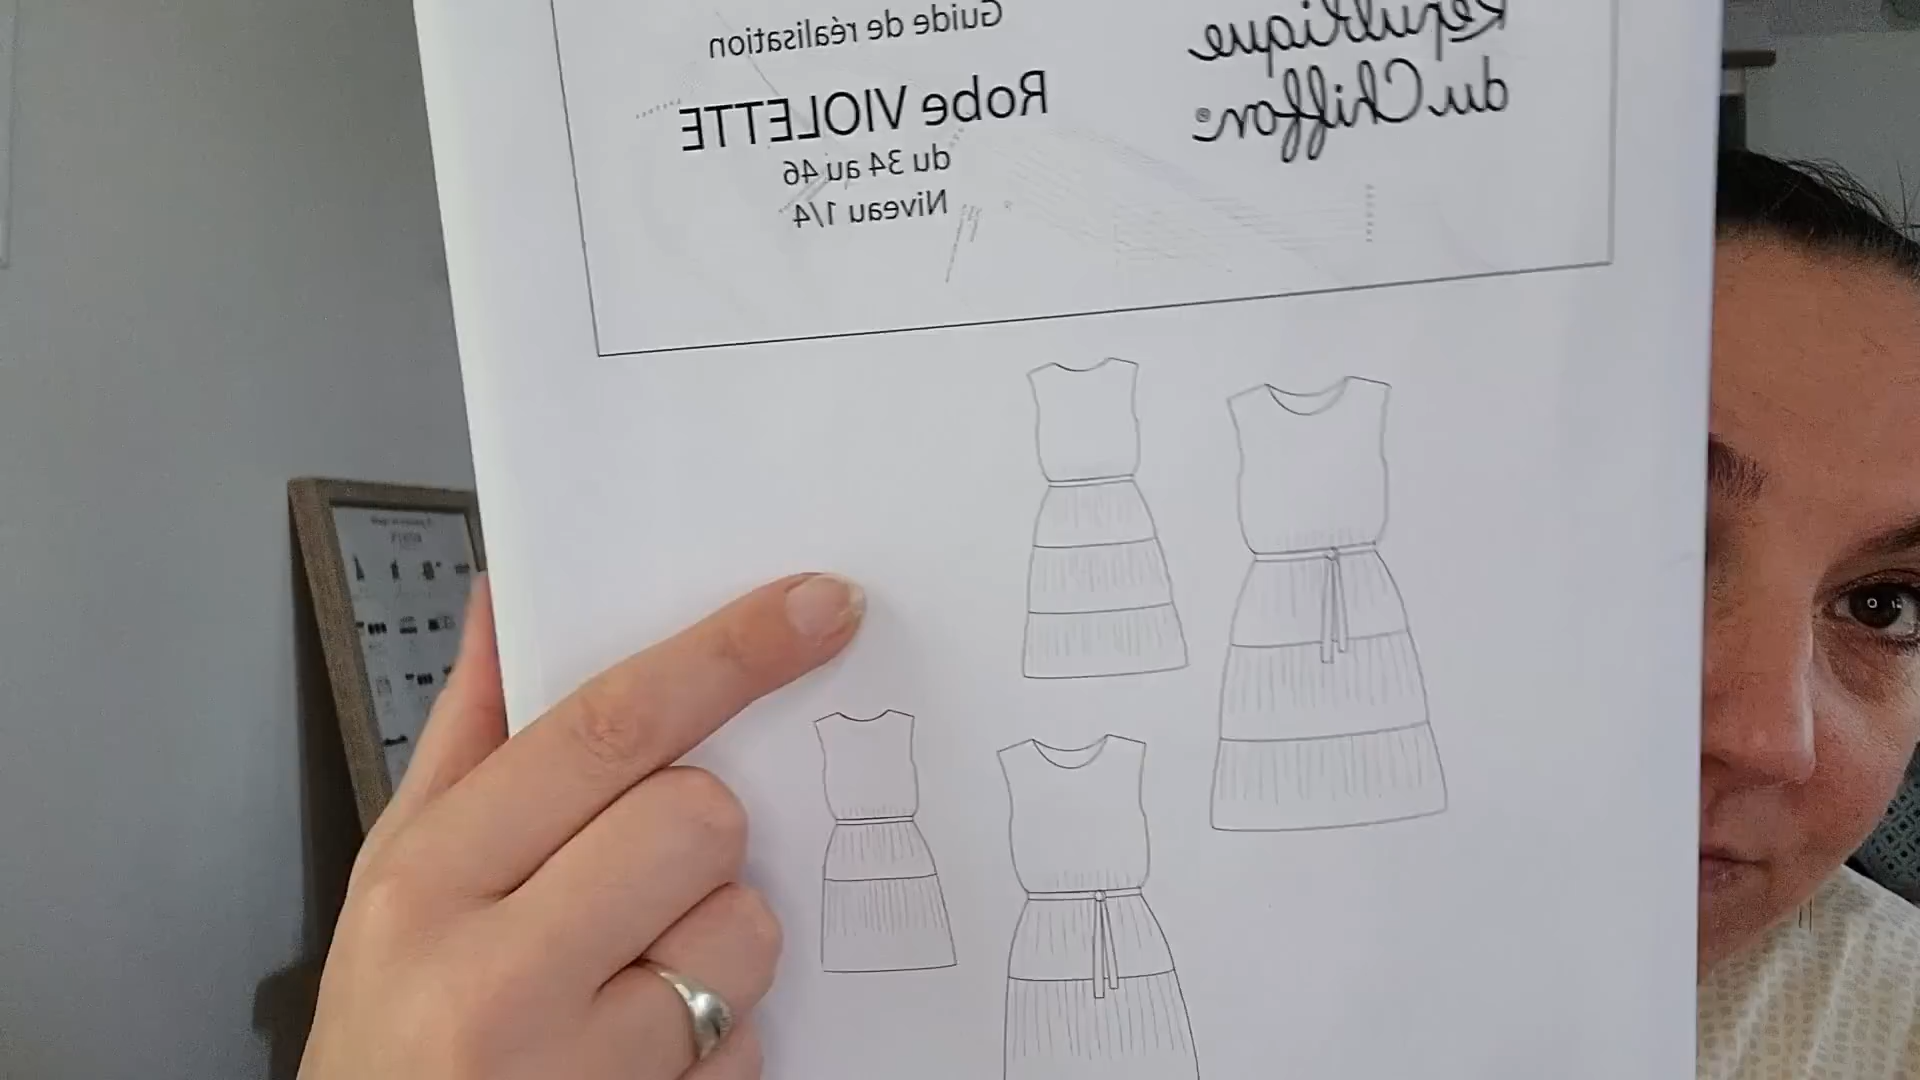 République
du Chiffon®
Guide de réalisation
Robe VIOLETTE
du 34 au 46
Niveau 1/4